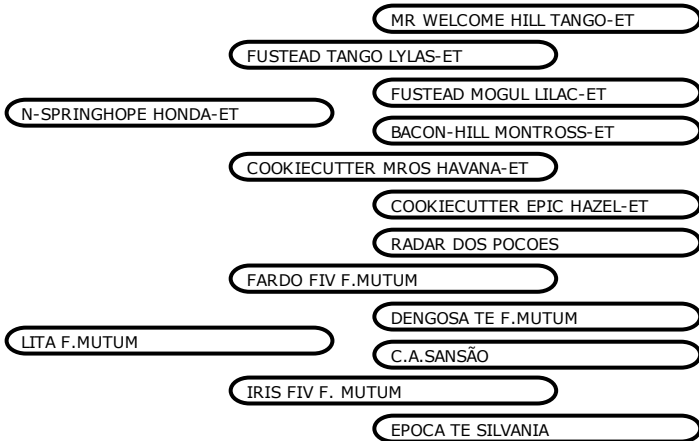 MR WELCOME HILL TANGO-ET
FUSTEAD TANGO LYLAS-ET
FUSTEAD MOGUL LILAC-ET
N-SPRINGHOPE HONDA-ET
BACON-HILL MONTROSS-ET
COOKIECUTTER MROS HAVANA-ET
COOKIECUTTER EPIC HAZEL-ET
RADAR DOS POCOES
FARDO FIV F.MUTUM
DENGOSA TE F.MUTUM
LITA F.MUTUM
C.A.SANSÃO
IRIS FIV F. MUTUM
EPOCA TE SILVANIA